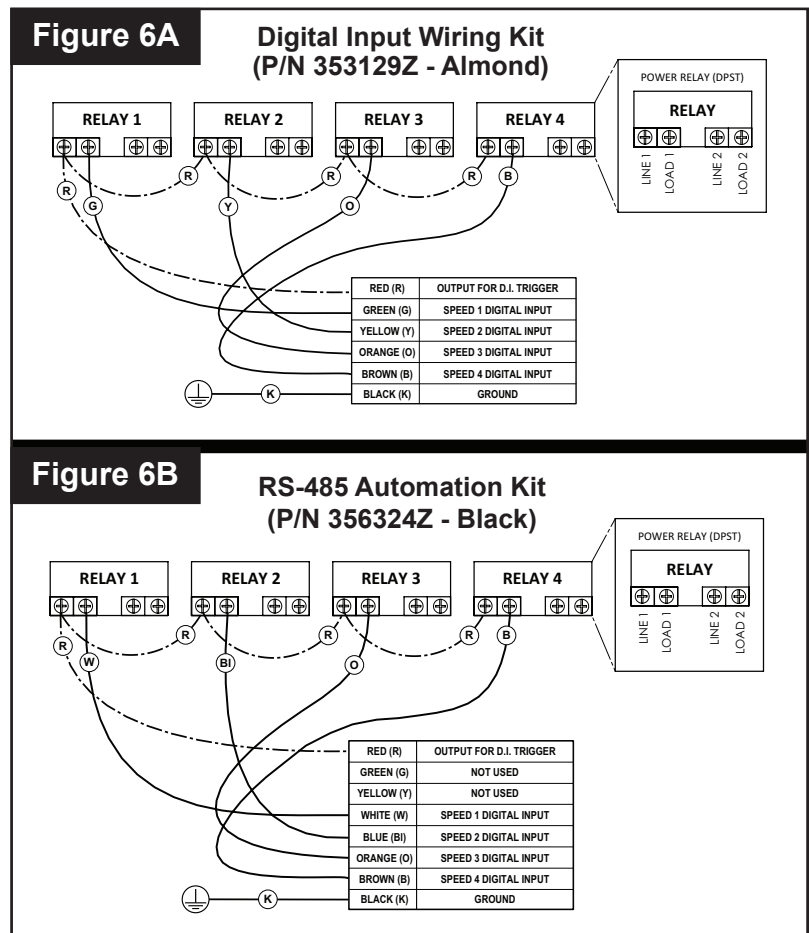 Figure 6A
Digital Input Wiring Kit
(P/N 353129Z - Almond)
POWER RELAY (DPST)
RELAY
LINE 1
LOAD 1
LINE 2
LOAD 2
RELAY 1
RELAY 2
RELAY 3
RELAY 4
R
R
R
R
B
G
Y
O
RED (R) OUTPUT FOR D.I. TRIGGER
GREEN (G) SPEED 1 DIGITAL INPUT
YELLOW (Y) SPEED 2 DIGITAL INPUT
ORANGE (O) SPEED 3 DIGITAL INPUT
BROWN (B) SPEED 4 DIGITAL INPUT
BLACK (K) GROUND
K
Figure 6B
RS-485 Automation Kit
(P/N 356324Z - Black)
POWER RELAY (DPST)
RELAY
LINE 1
LOAD 1
LINE 2
LOAD 2
RELAY 1
RELAY 2
RELAY 3
RELAY 4
R
R
R
R
B
W
Bl
O
RED (R) OUTPUT FOR D.I. TRIGGER
GREEN (G) NOT USED
YELLOW (Y) NOT USED
WHITE (W) SPEED 1 DIGITAL INPUT
BLUE (Bl) SPEED 2 DIGITAL INPUT
ORANGE (O) SPEED 3 DIGITAL INPUT
BROWN (B) SPEED 4 DIGITAL INPUT
BLACK (K) GROUND
K